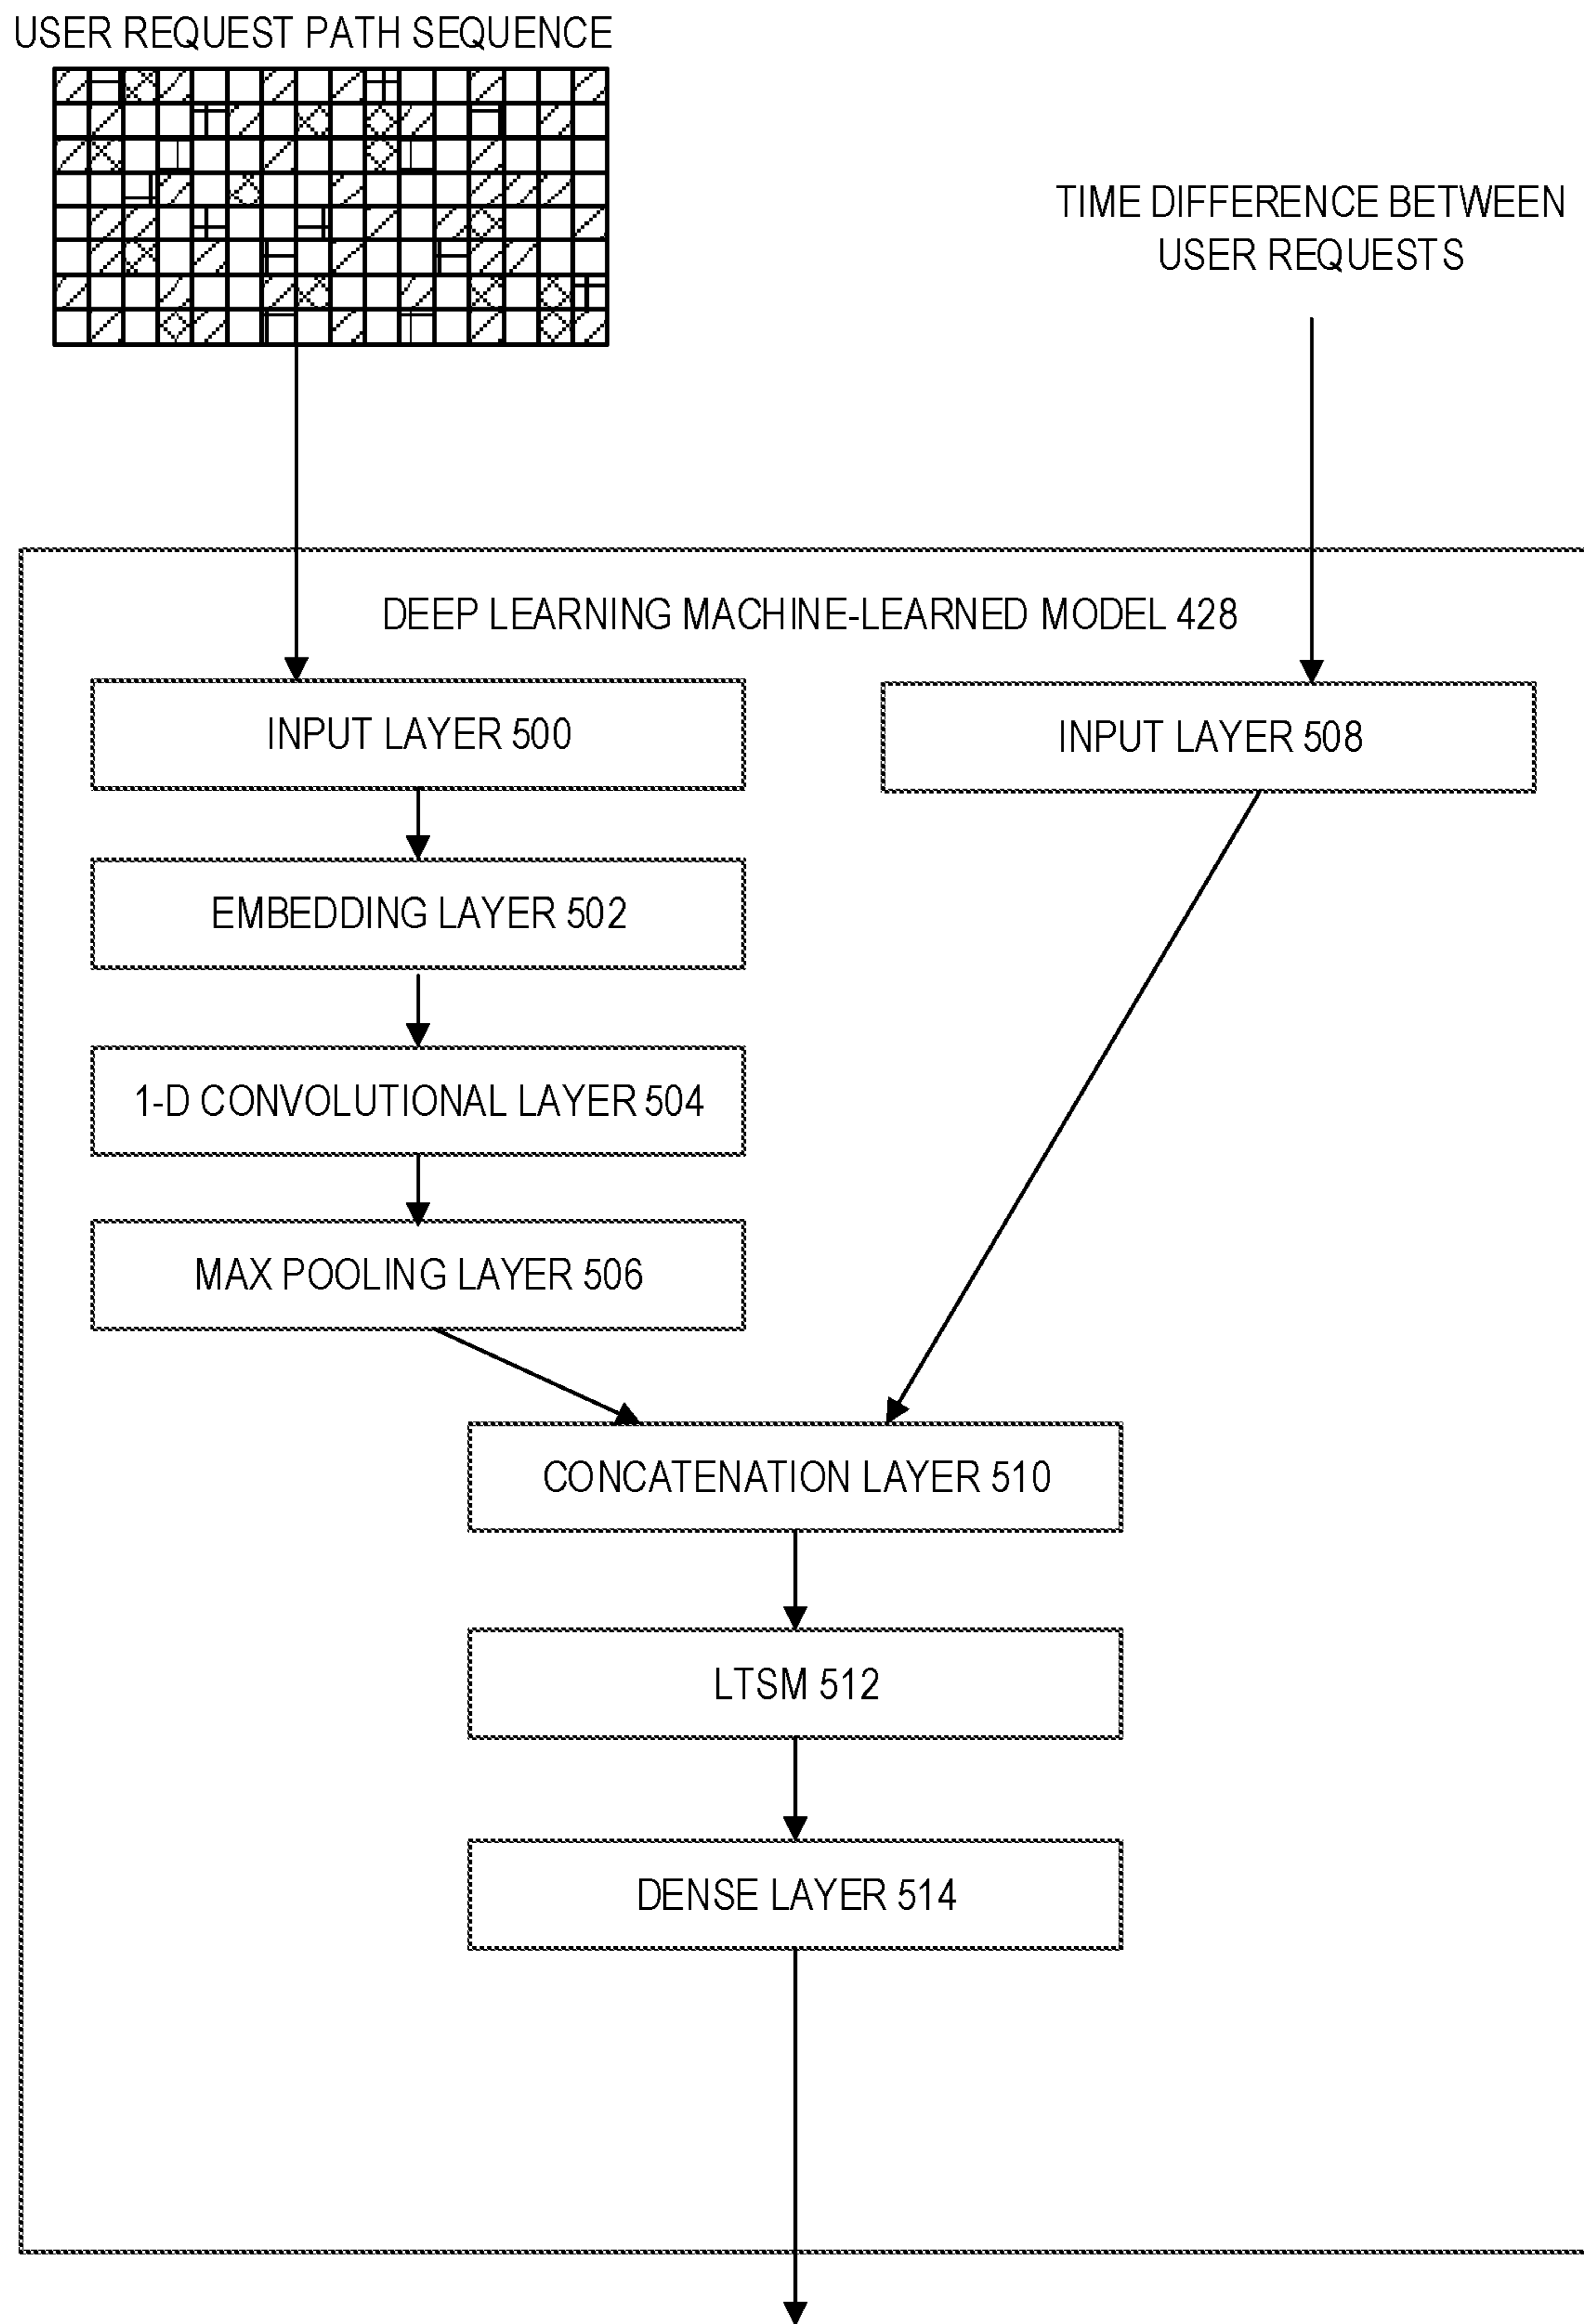 USER REQUEST PATH SEQUENCE
TIME DIFFERENCE BETWEEN
USER REQUESTS
DEEP LEARNING MACHINE-LEARNED MODEL 428
INPUT LAYER 500
INPUT LAYER 508
EMBEDDING LAYER 502
1-D CONVOLUTIONAL LAYER 504
MAX POOLING LAYER 506
CONCATENATION LAYER 510
LTSM 512
DENSE LAYER 514